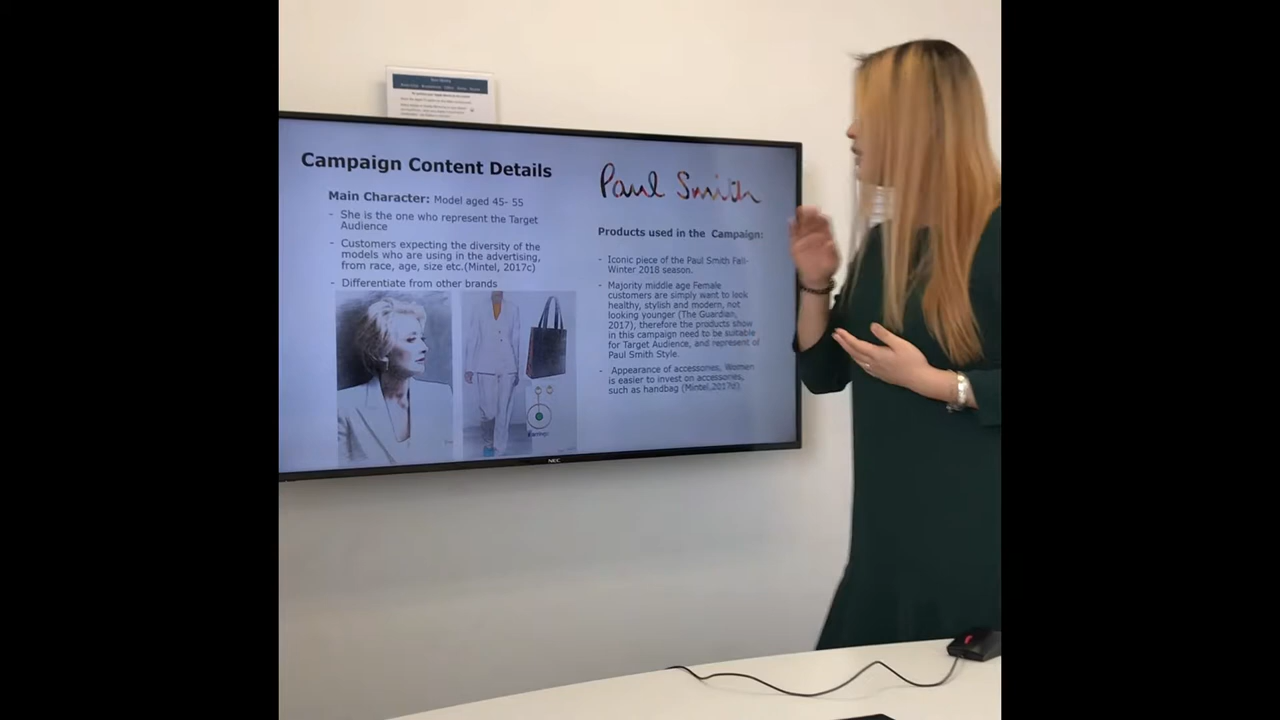 Campaign Content Details
Main Character: Model aged 45- 55
- She is the one who represent the Target
Audience
- Customers expecting the diversity of the
models who are using in the advertising,
from race, age, size etc.(Mintel, 2017c)
- Differentiate from other brands
Earrings
Paul Smith
Products used in the Campaign:
- Iconic piece of the Paul Smith Fall-
Winter 2018 season.
- Majority middle age Female
customers are simply want to look
healthy, stylish and modern, not
looking younger (The Guardian,
2017), therefore the products show
in this campaign need to be suitable
for Target Audience, and represent of
Paul Smith Style.
- Appearance of accessories, Women
is easier to invest on accessories,
such as handbag (Mintel,2017d)
NEC